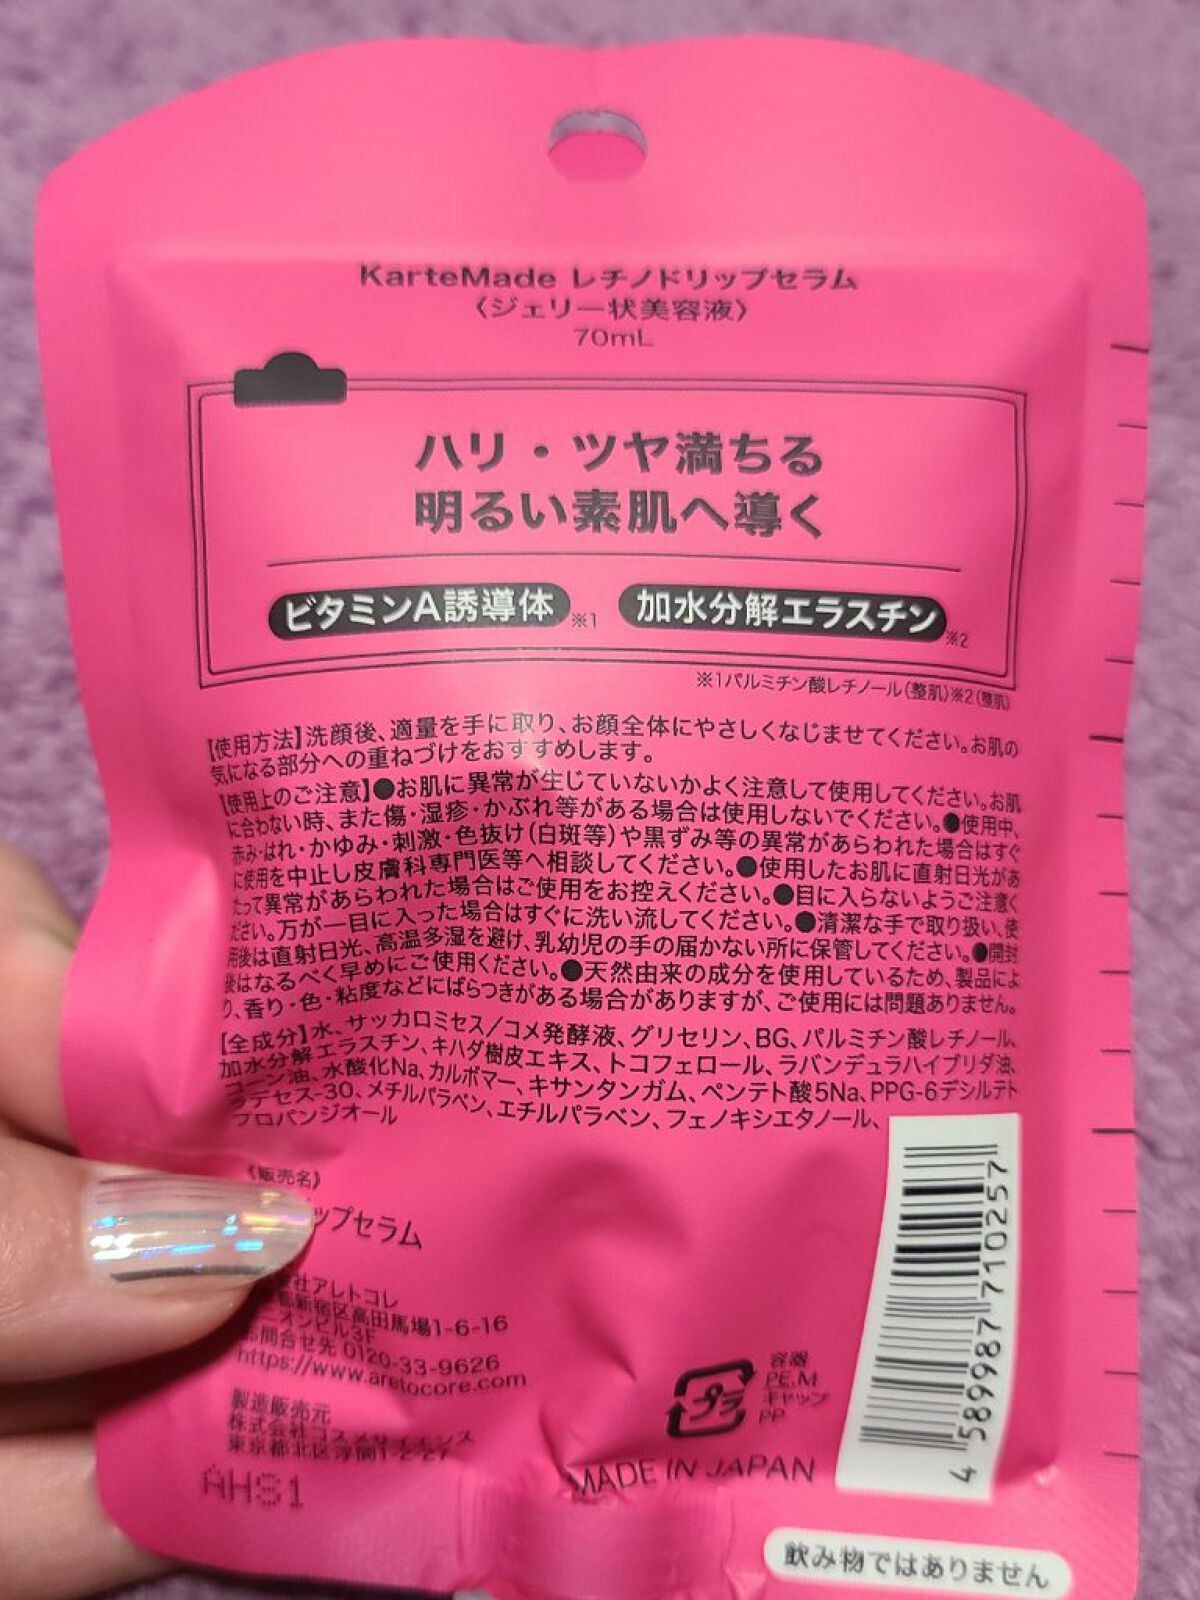 KarteMade レチノドリップセラム
〈ジェリー状美容液〉
70mL
ハリ・ツヤ満ちる
明るい素肌へ導く
ビタミンA誘導体※1 加水分解エラスチン※2
※1パルミチン酸レチノール(整肌)※2(整肌)
【使用方法】洗顔後、適量を手に取り、お顔全体にやさしくなじませてください。お肌の
気になる部分への重ねづけをおすすめします。
【使用上のご注意】●お肌に異常が生じていないかよく注意して使用してください。お肌
に合わない時、また傷・湿疹・かぶれ等がある場合は使用しないでください。●使用中、
赤み・はれ・かゆみ・刺激・色抜け(白斑等)や黒ずみ等の異常があらわれた場合はすぐ
に使用を中止し皮膚科専門医等へ相談してください。●使用したお肌に直射日光があ
たって異常があらわれた場合はご使用をお控えください。●目に入らないようご注意く
ださい。万が一目に入った場合はすぐに洗い流してください。●清潔な手で取り扱い、使
用後は直射日光、高温多湿を避け、乳幼児の手の届かない所に保管してください。●開封
後はなるべく早めにご使用ください。●天然由来の成分を使用しているため、製品によ
り、香り・色・粘度などにばらつきがある場合がありますが、ご使用には問題ありません。
【全成分】水、サッカロミセス/コメ発酵液、グリセリン、BG、パルミチン酸レチノール、
加水分解エラスチン、キハダ樹皮エキス、トコフェロール、ラバンデュラハイブリダ油、
コーン油、水酸化Na、カルボマー、キサンタンガム、ペンテト酸5Na、PPG-6デシルテト
ラデセス-30、メチルパラベン、エチルパラベン、フェノキシエタノール、
プロパンジオール
《販売名》
ップセラム
社アレトコレ
都新宿区高田馬場1-6-16
オンビル3F
お問合せ先 0120-33-9626
https://www.aretocore.com
製造販売元
株式会社コスメサイエンス
東京都北区浮間1-2-27
AHS1
プラ
容器
PE,M
キャップ
PP
MADE IN JAPAN
4 589987 710257
飲み物ではありません